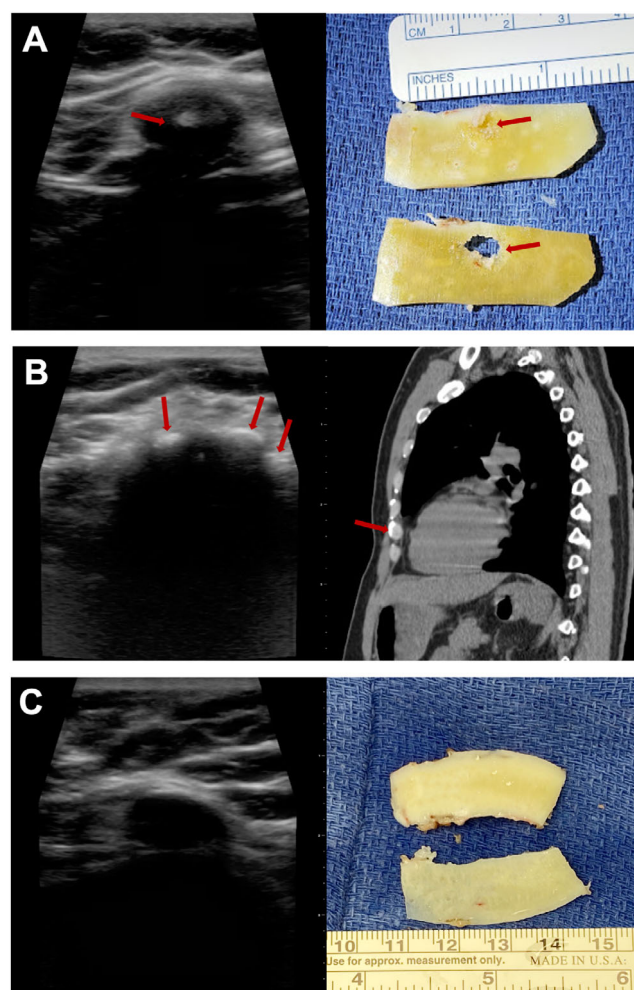 A
CM 1 2 3 4
INCHES 1
B
C
10 11 12 13 14 15
Use for approx. measurement only. MADE IN U.S.A:
4 5 6